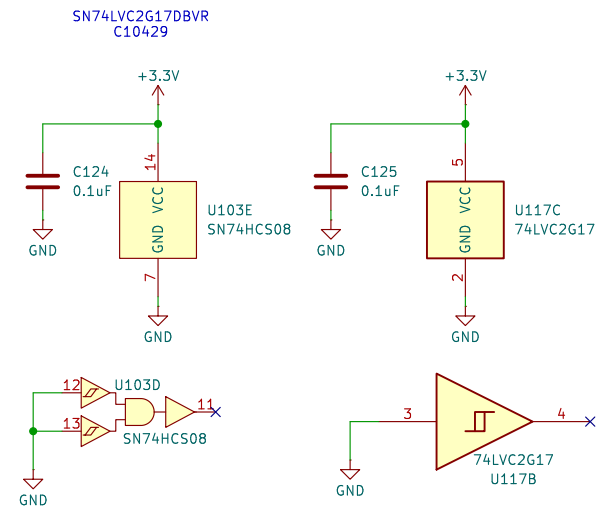 SN74LVC2G17DBVR
C10429
+3.3V
+3.3V
14
5
C124
0.1uF
VCC
GND
U103E
SN74HCS08
C125
0.1uF
VCC
GND
U117C
74LVC2G17
GND
GND
7
2
GND
GND
12
U103D
11
13
SN74HCS08
3
4
74LVC2G17
U117B
GND
GND